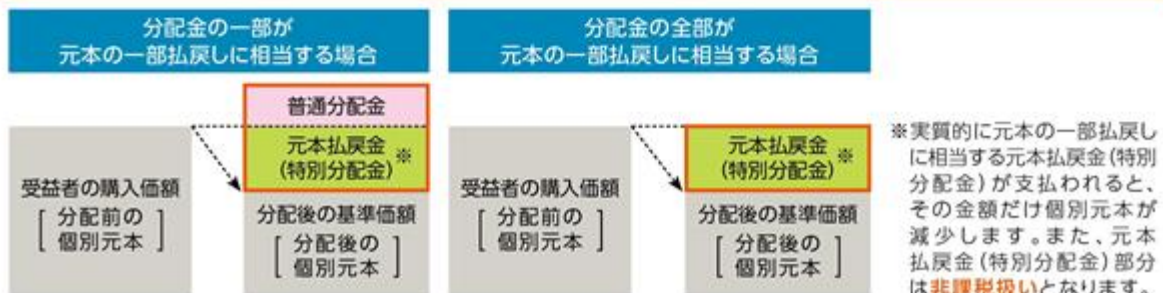 分配金の一部が
元本の一部払戻しに相当する場合
普通分配金
元本払戻金
(特別分配金)
※
受益者の購入価額
[ 分配前の
個別元本 ]
分配後の基準価額
[ 分配後の
個別元本 ]
分配金の全部が
元本の一部払戻しに相当する場合
元本払戻金
(特別分配金)
※
受益者の購入価額
[ 分配前の
個別元本 ]
分配後の基準価額
[ 分配後の
個別元本 ]
※実質的に元本の一部払戻し
に相当する元本払戻金(特別
分配金)が支払われると、
その金額だけ個別元本が
減少します。また、元本
払戻金(特別分配金)部分
は非課税扱いとなります。